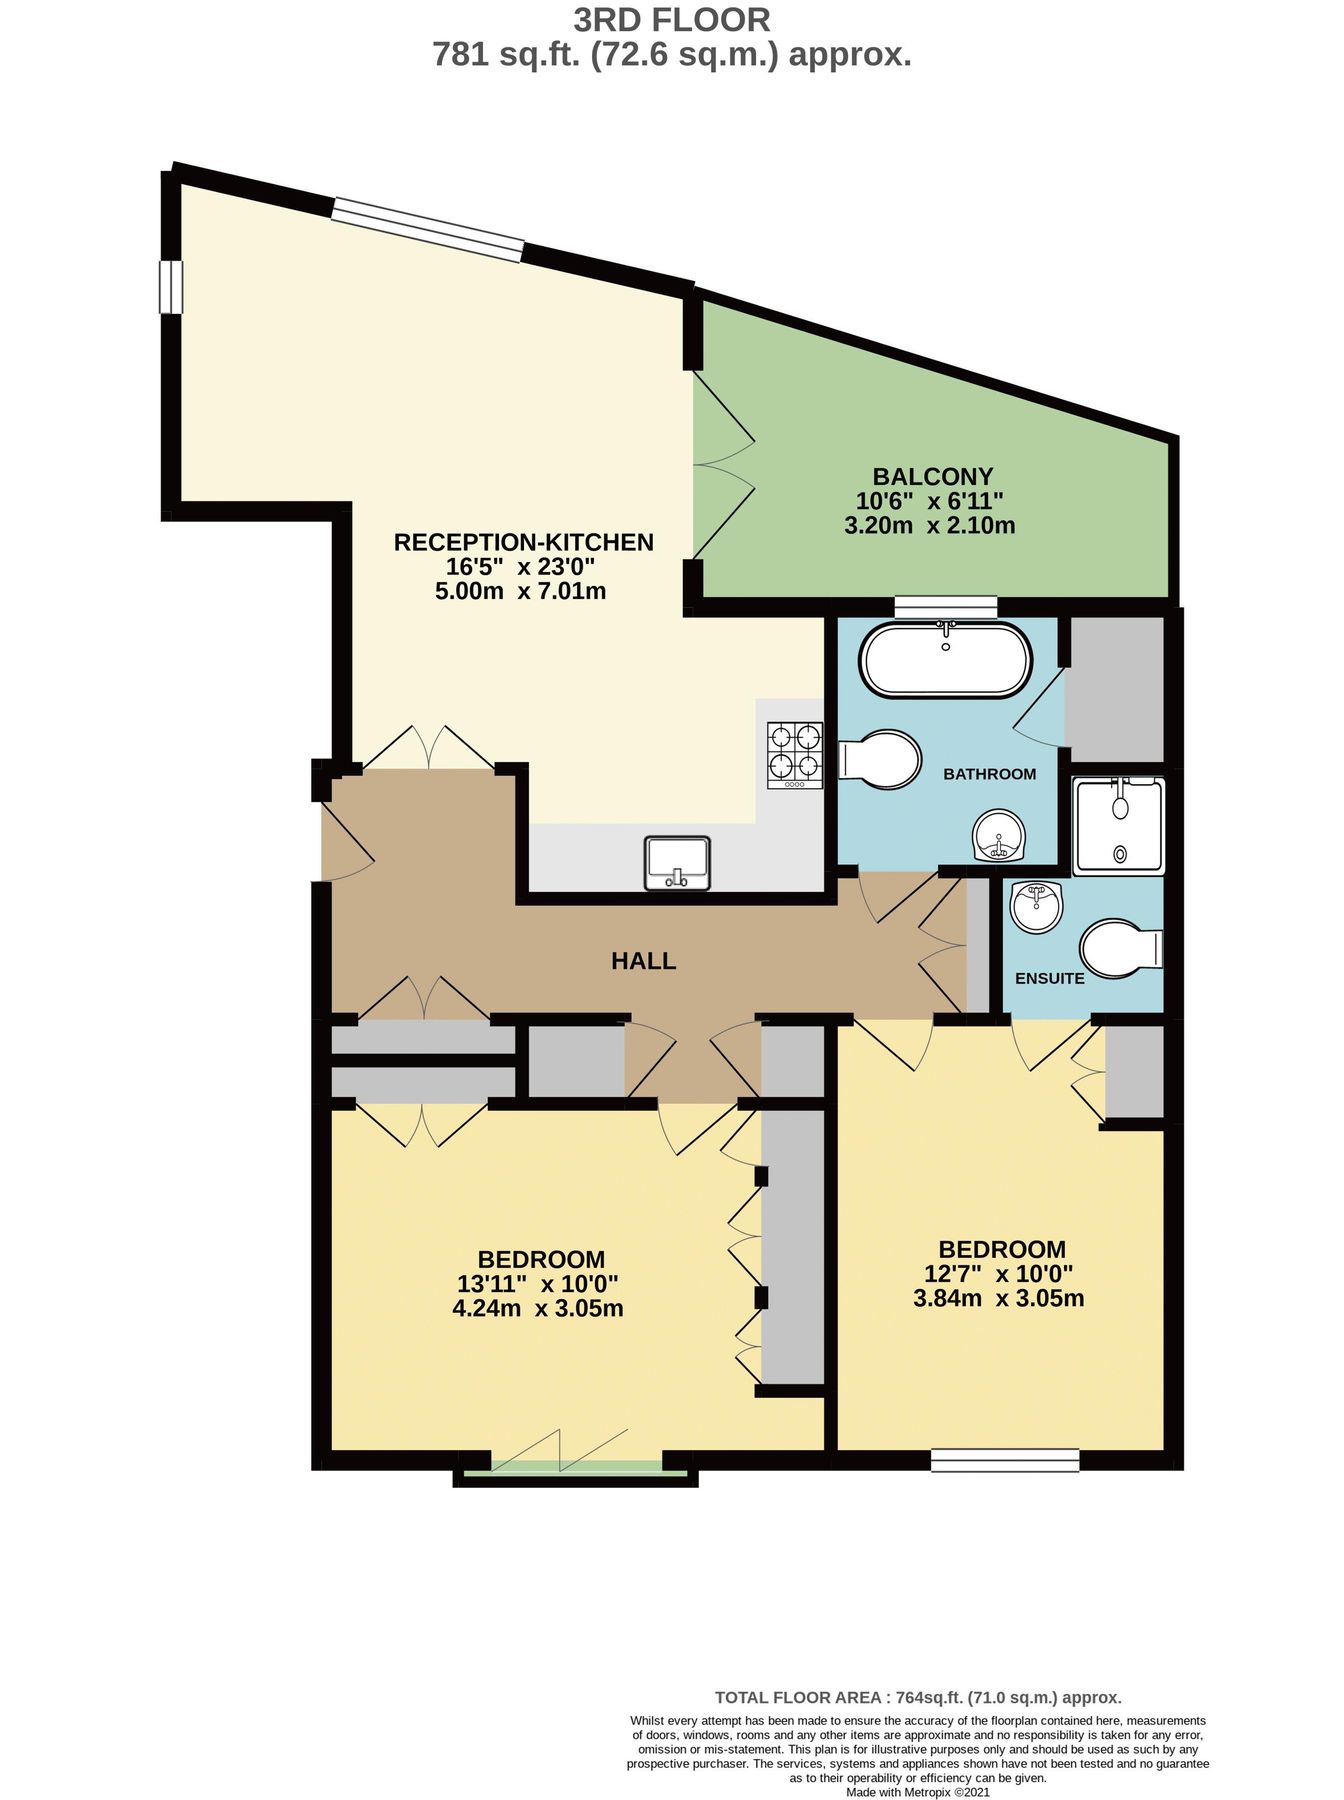 3RD FLOOR
781 sq.ft. (72.6 sq.m.) approx.
BALCONY
10'6" x 6'11"
3.20m x 2.10m
RECEPTION-KITCHEN
16'5" x 23'0"
5.00m x 7.01m
BATHROOM
HALL
ENSUITE
BEDROOM
13'11" x 10'0"
4.24m x 3.05m
BEDROOM
12'7" x 10'0"
3.84m x 3.05m
TOTAL FLOOR AREA : 764sq.ft. (71.0 sq.m.) approx.
Whilst every attempt has been made to ensure the accuracy of the floorplan contained here, measurements
of doors, windows, rooms and any other items are approximate and no responsibility is taken for any error,
omission or mis-statement. This plan is for illustrative purposes only and should be used as such by any
prospective purchaser. The services, systems and appliances shown have not been tested and no guarantee
as to their operability or efficiency can be given.
Made with Metropix ©2021